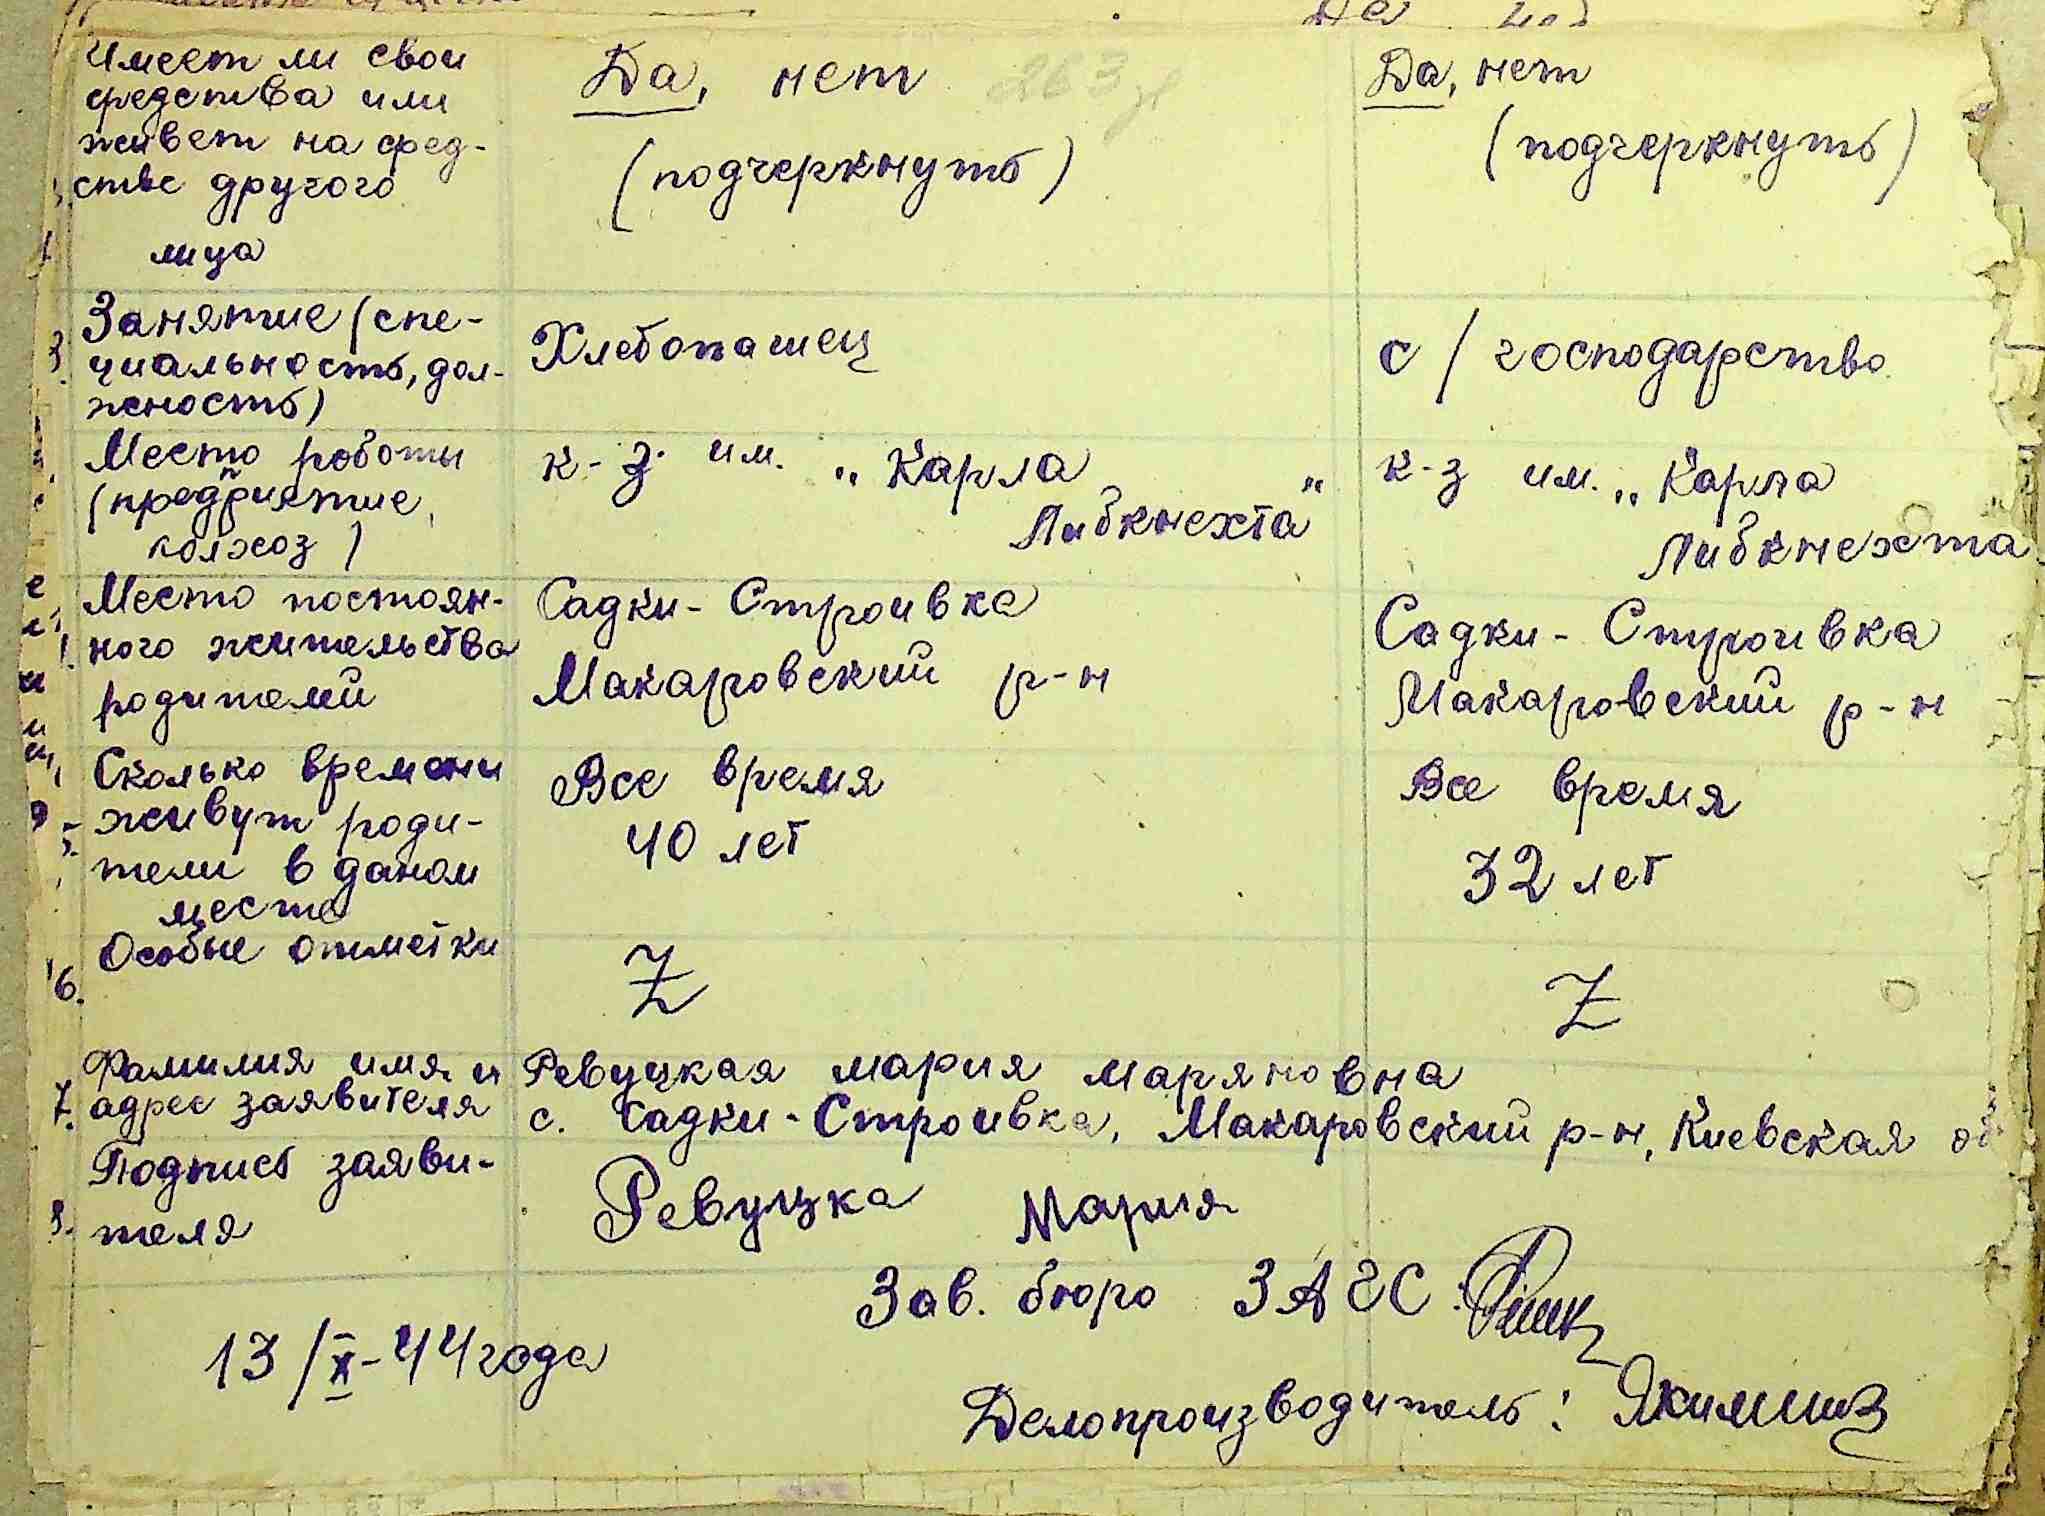 Имеет ли свои
средства или
живет на сред-
стве другого
лица
Да, нет
(подчеркнуть)
Да, нет
(подчеркнуть)
Занятие (спе-
циальность, дол-
жность)
Хлебопашец
с/господарство
Место роботы
(предприятие,
колхоз)
к-з. им. „Карла
Либкнехта"
к-з им. „Карла
Либкнехта
Место постоян-
ного жительства
родителей
Садки-Строивка
Макаровский р-н
Садки-Строивка
Макаровский р-н
Сколько времени
живут роди-
тели в даном
месте
Все время
40 лет
Все время
32 лет
6.
Особые отметки
Z
Z
7.
Фамилия имя и
адрес заявителя
Ревуцкая мария маряновна
с. Садки-Строивка, Макаровский р-н, Киевская об
Подпись заяви-
теля
Ревуцка Мария
Зав. бюро ЗАГС:
13/X-44 года
Делопроизводитель: